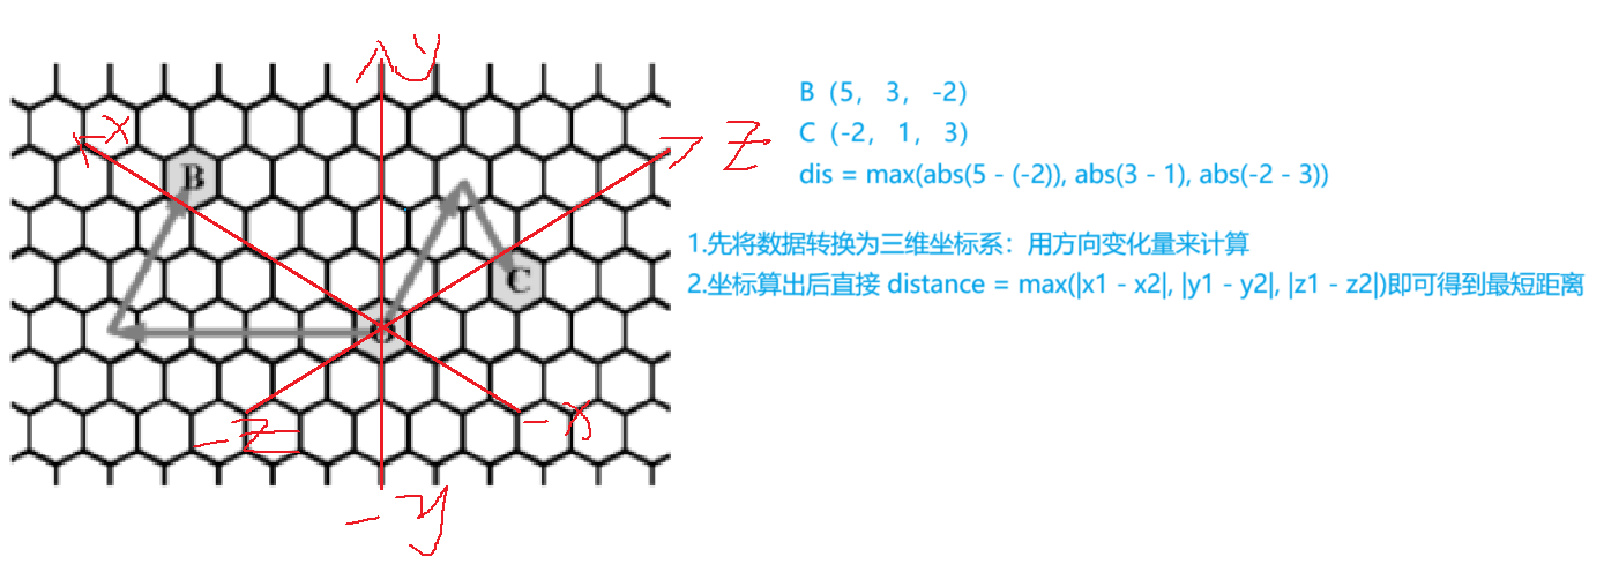 y
x
z
B
C
-z
-x
-y
B（5， 3， -2）
C（-2， 1， 3）
dis = max(abs(5 - (-2)), abs(3 - 1), abs(-2 - 3))
1.先将数据转换为三维坐标系：用方向变化量来计算
2.坐标算出后直接 distance = max(|x1 - x2|, |y1 - y2|, |z1 - z2|)即可得到最短距离